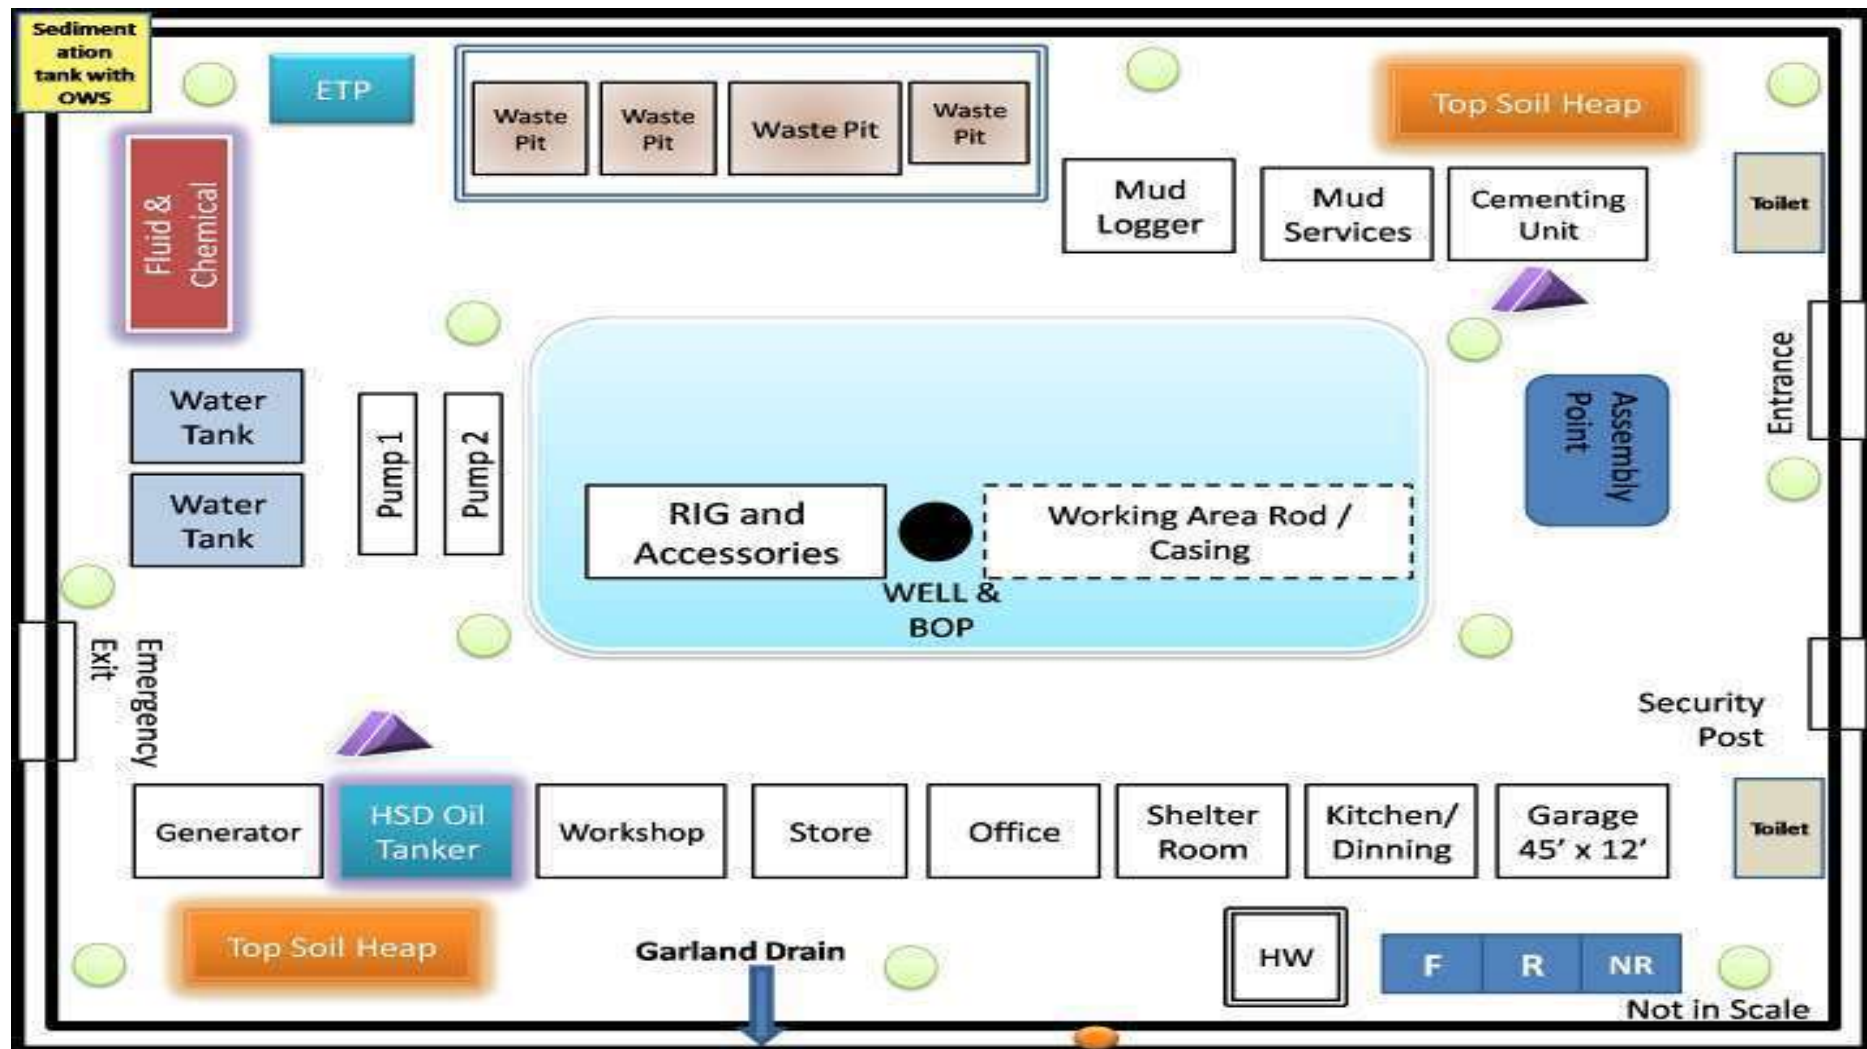 Sediment
ation
tank with
OWS
ETP
Waste
Pit
Waste
Pit
Waste Pit
Waste
Pit
Top Soil Heap
Mud
Logger
Mud
Services
Cementing
Unit
Toilet
Fluid &
Chemical
Water
Tank
Water
Tank
Pump 1
Pump 2
RIG and
Accessories
WELL &
BOP
Working Area Rod /
Casing
Assembly
Point
Entrance
Emergency
Exit
Security
Post
Generator
HSD Oil
Tanker
Workshop
Store
Office
Shelter
Room
Kitchen/
Dinning
Garage
45’ x 12’
Toilet
Top Soil Heap
Garland Drain
HW
F
R
NR
Not in Scale